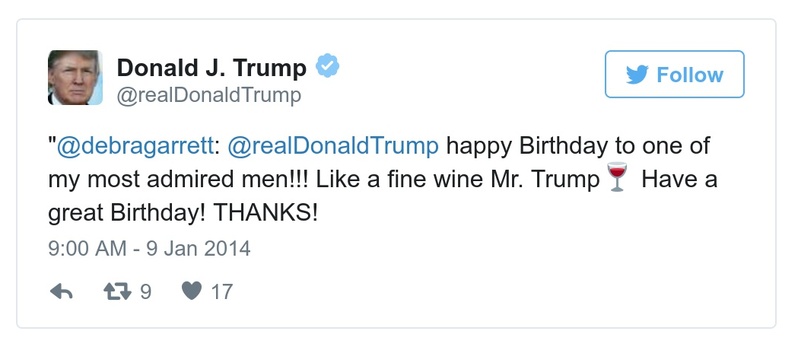 Donald J. Trump
@realDonaldTrump
Follow
"@debragarrett: @realDonaldTrump happy Birthday to one of
my most admired men!!! Like a fine wine Mr. Trump🍷 Have a
great Birthday! THANKS!
9:00 AM - 9 Jan 2014
9 17